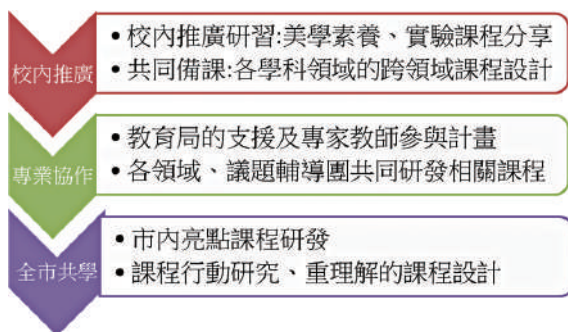 校內推廣
• 校內推廣研習:美學素養、實驗課程分享
• 共同備課:各學科領域的跨領域課程設計
專業協作
• 教育局的支援及專家教師參與計畫
• 各領域、議題輔導團共同研發相關課程
全市共學
• 市內亮點課程研發
• 課程行動研究、重理解的課程設計